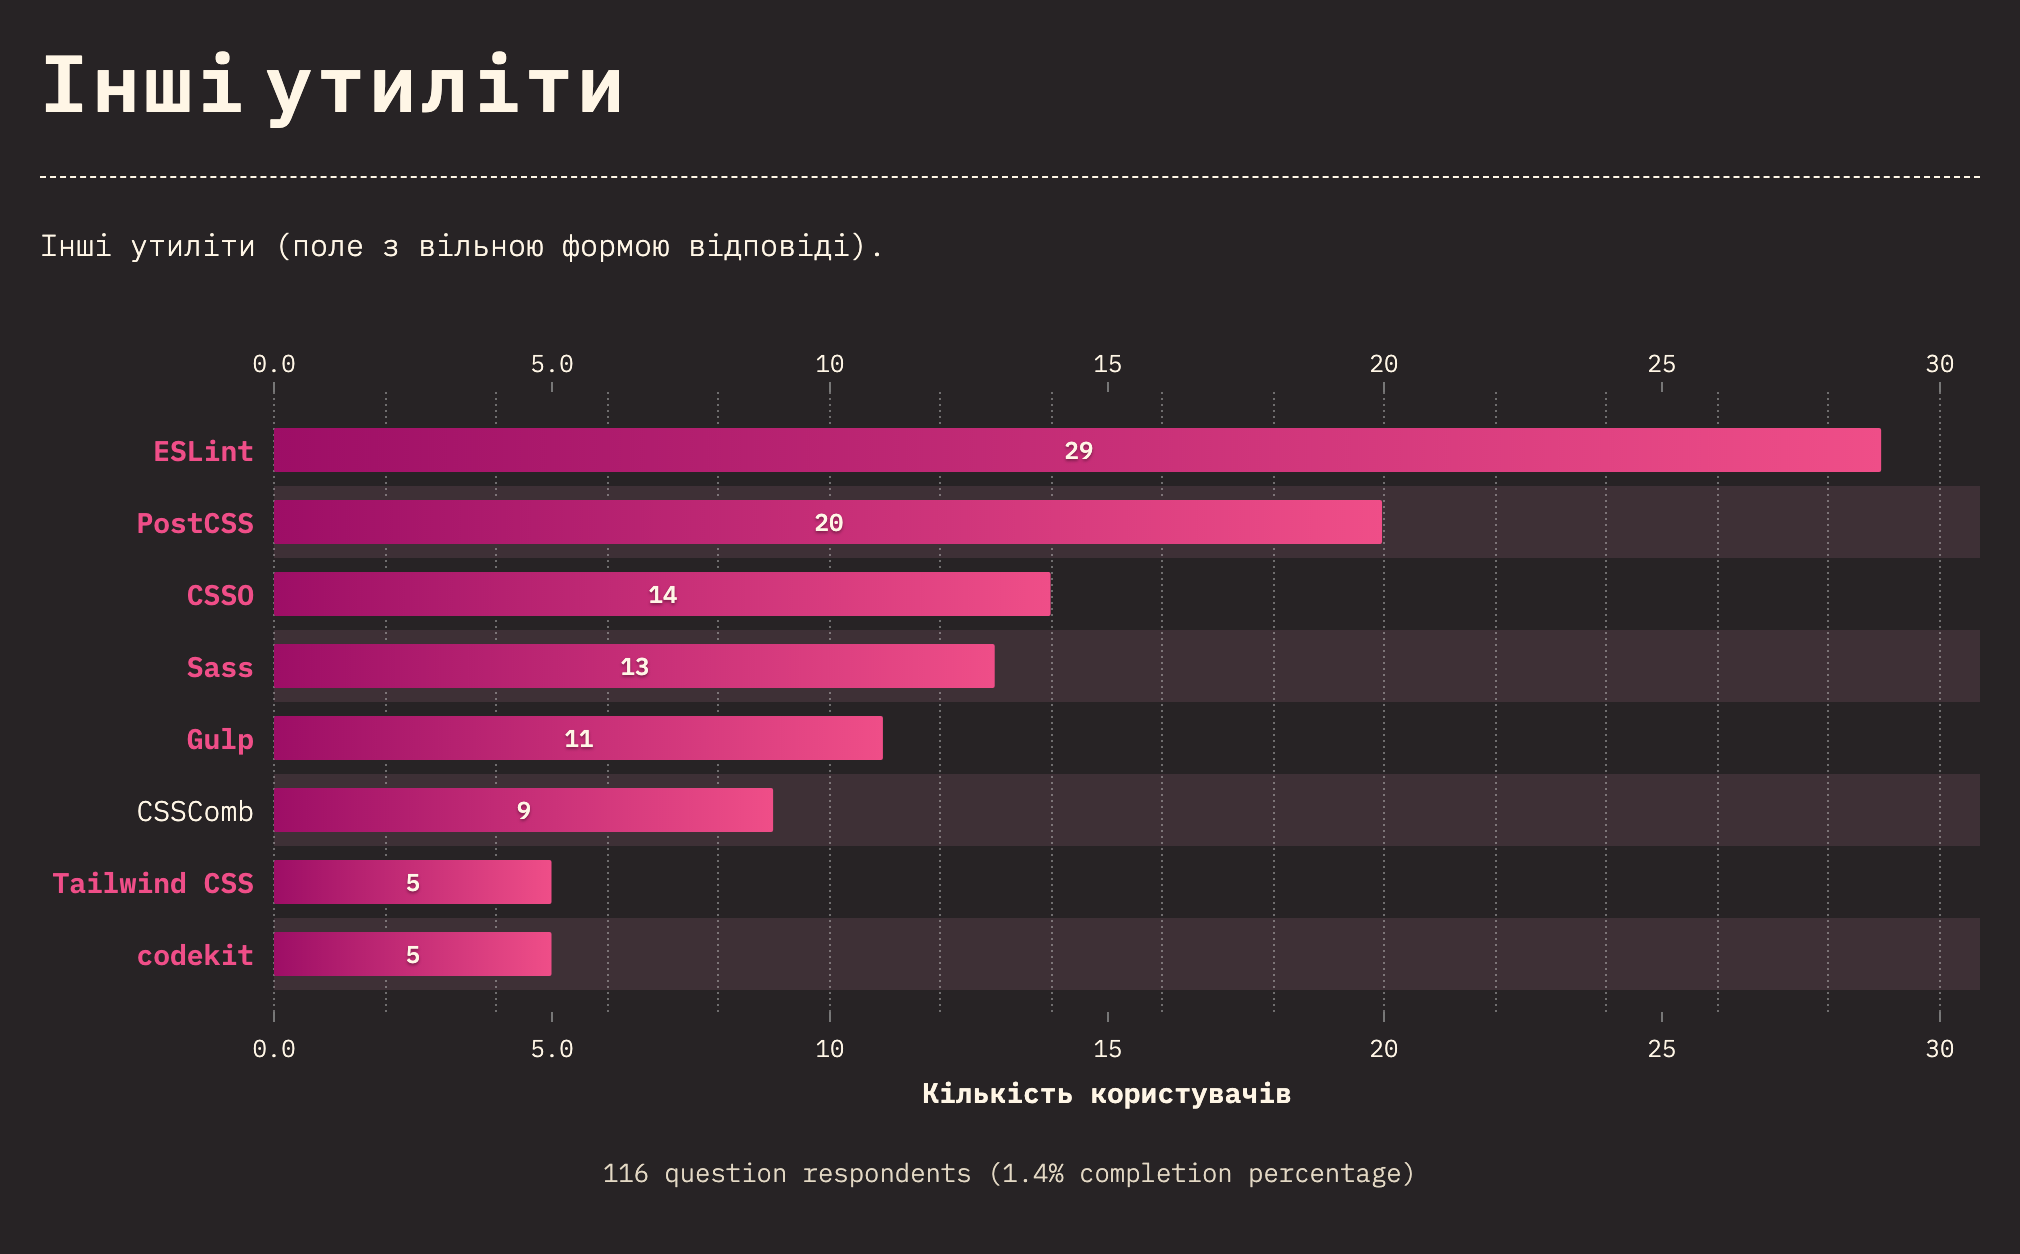 Інші утиліти
Інші утиліти (поле з вільною формою відповіді).
0.0 5.0 10 15 20 25 30
ESLint 29
PostCSS 20
CSSO 14
Sass 13
Gulp 11
CSSComb 9
Tailwind CSS 5
codekit 5
0.0 5.0 10 15 20 25 30
Кількість користувачів
116 question respondents (1.4% completion percentage)